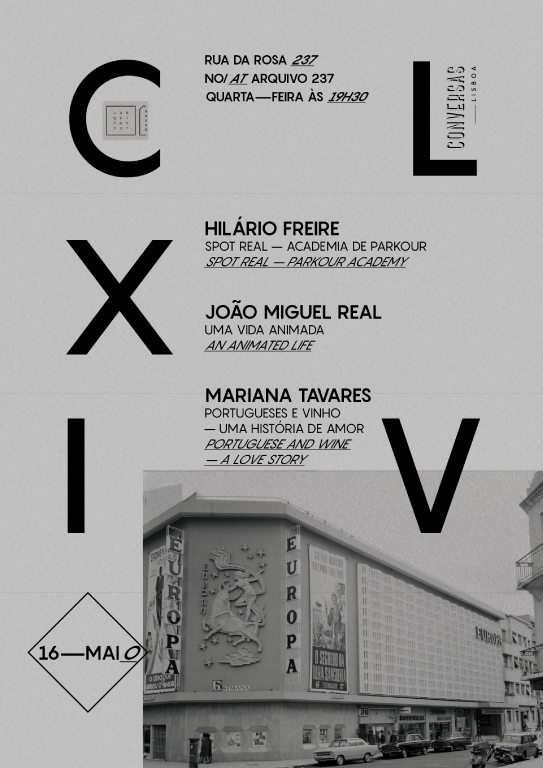 C L
RUA DA ROSA 237
NO/AT ARQUIVO 237
QUARTA—FEIRA ÀS 19H30
CONVERSAS
LISBOA
X
HILÁRIO FREIRE
SPOT REAL — ACADEMIA DE PARKOUR
SPOT REAL — PARKOUR ACADEMY
JOÃO MIGUEL REAL
UMA VIDA ANIMADA
AN ANIMATED LIFE
MARIANA TAVARES
PORTUGUESES E VINHO
— UMA HISTÓRIA DE AMOR
PORTUGUESE AND WINE
— A LOVE STORY
I V
16—MAIO
EUROPA
EUROPA
EUROPA
6ª SEMANA